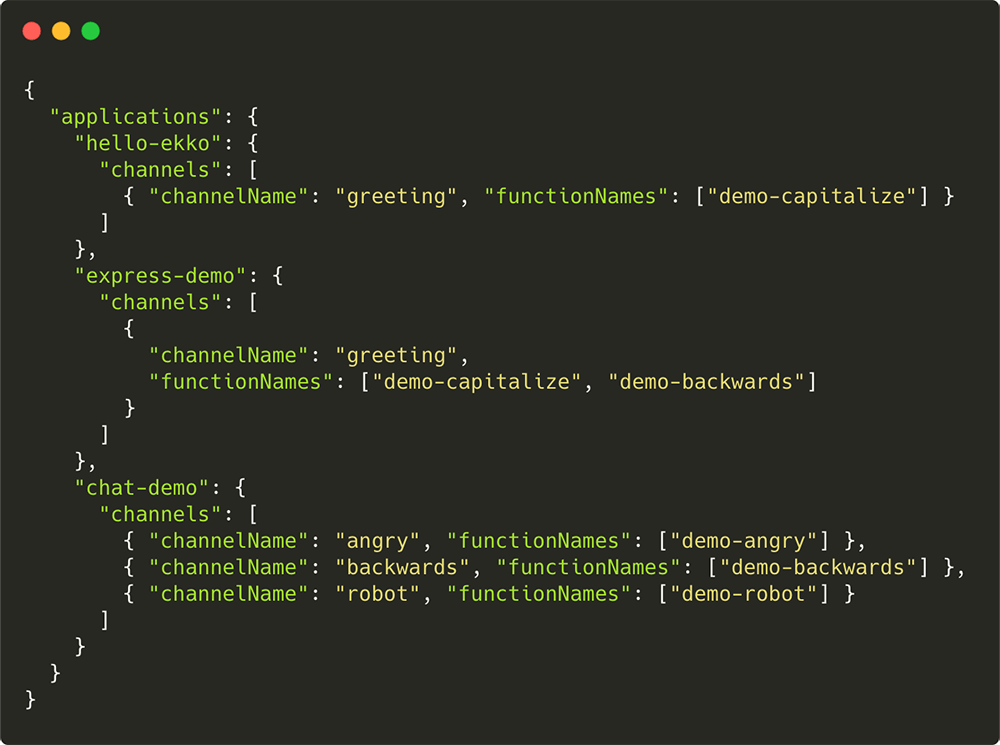 {
  "applications": {
    "hello-ekko": {
      "channels": [
        { "channelName": "greeting", "functionNames": ["demo-capitalize"] }
      ]
    },
    "express-demo": {
      "channels": [
        {
          "channelName": "greeting",
          "functionNames": ["demo-capitalize", "demo-backwards"]
        }
      ]
    },
    "chat-demo": {
      "channels": [
        { "channelName": "angry", "functionNames": ["demo-angry"] },
        { "channelName": "backwards", "functionNames": ["demo-backwards"] },
        { "channelName": "robot", "functionNames": ["demo-robot"] }
      ]
    }
  }
}